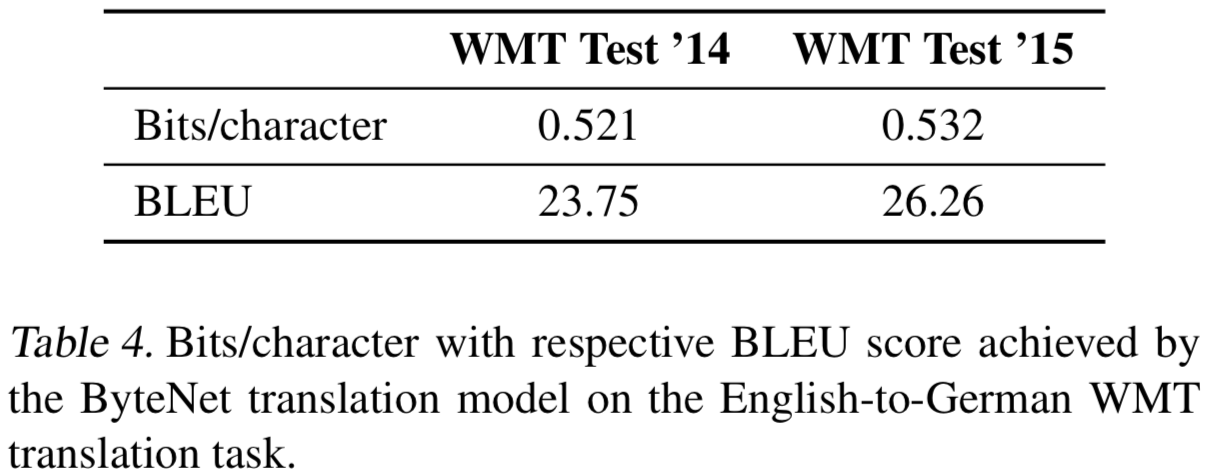 WMT Test ’14 WMT Test ’15
Bits/character 0.521 0.532
BLEU 23.75 26.26
Table 4. Bits/character with respective BLEU score achieved by
the ByteNet translation model on the English-to-German WMT
translation task.